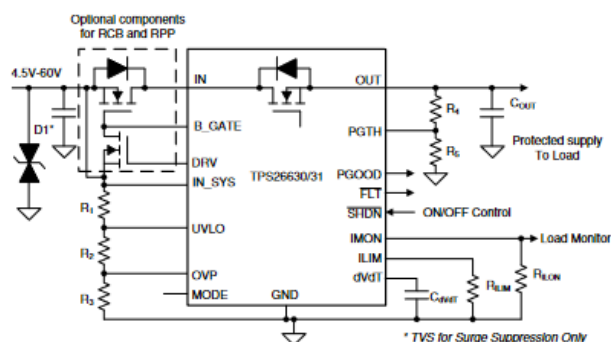 Optional components
for RCB and RPP
4.5V-60V
IN
OUT
D1*
B_GATE
DRV
IN_SYS
TPS26630/31
R4
COUT
PGTH
R5
Protected supply
To Load
PGOOD
FLT
SHDN
ON/OFF Control
R1
UVLO
IMON
Load Monitor
R2
ILIM
OVP
dVdT
RILIM
RILON
R3
MODE
GND
CdVdT
* TVS for Surge Suppression Only